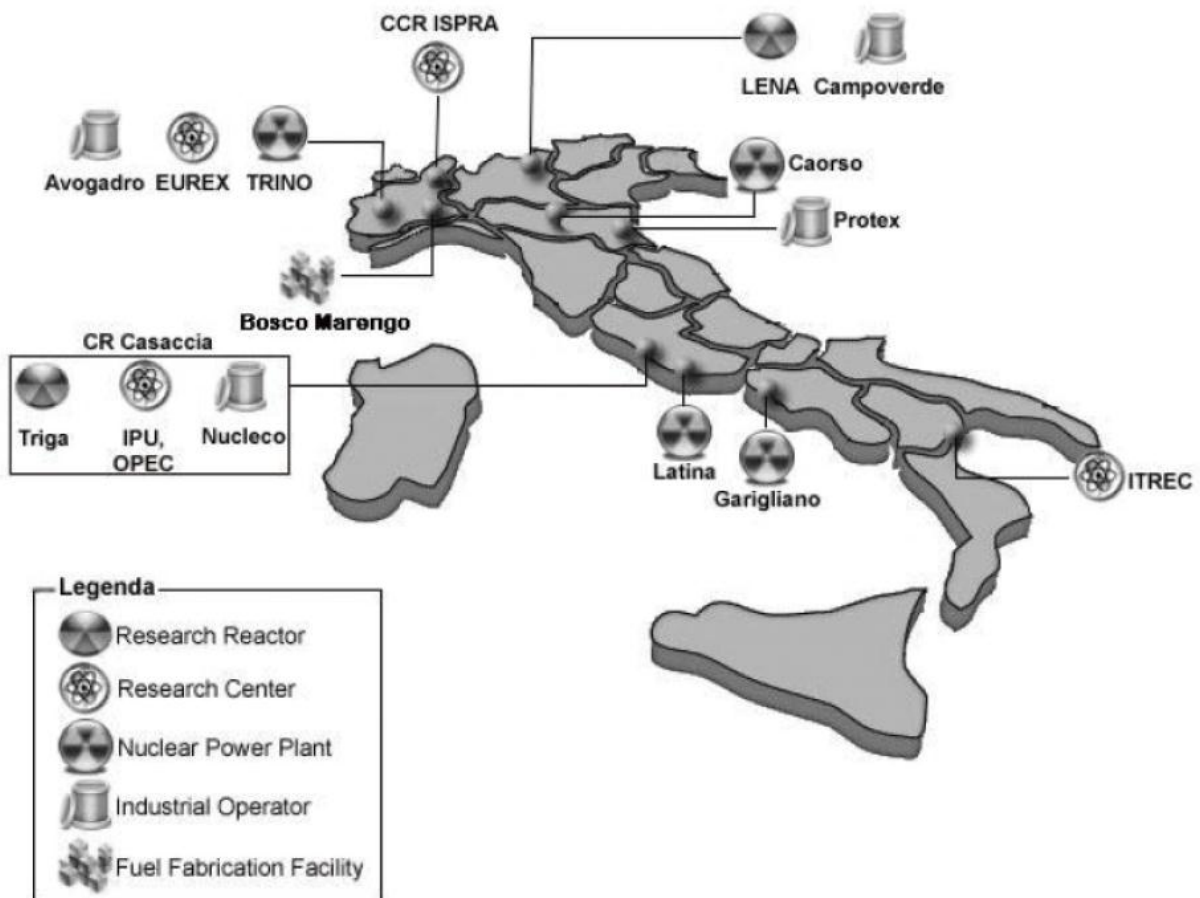 CCR ISPRA
LENA Campoverde
Avogadro EUREX TRINO
Caorso
Protex
Bosco Marengo
CR Casaccia
Triga IPU, Nucleco
OPEC
Latina
Garigliano
ITREC
Legenda
Research Reactor
Research Center
Nuclear Power Plant
Industrial Operator
Fuel Fabrication Facility